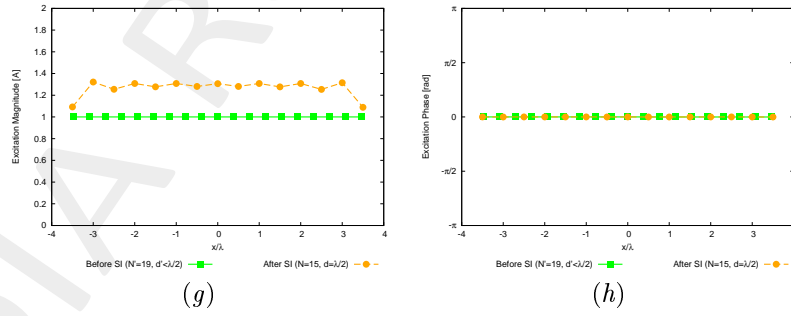 2
1.8
1.6
1.4
1.2
1
0.8
0.6
0.4
0.2
0
Excitation Magnitude [A]
-4 -3 -2 -1 0 1 2 3 4
x/λ
Before SI (N'=19, d'<λ/2)
After SI (N=15, d=λ/2)
(g)
π
π/2
0
-π/2
-π
Excitation Phase [rad]
-4 -3 -2 -1 0 1 2 3 4
x/λ
Before SI (N'=19, d'<λ/2)
After SI (N=15, d=λ/2)
(h)